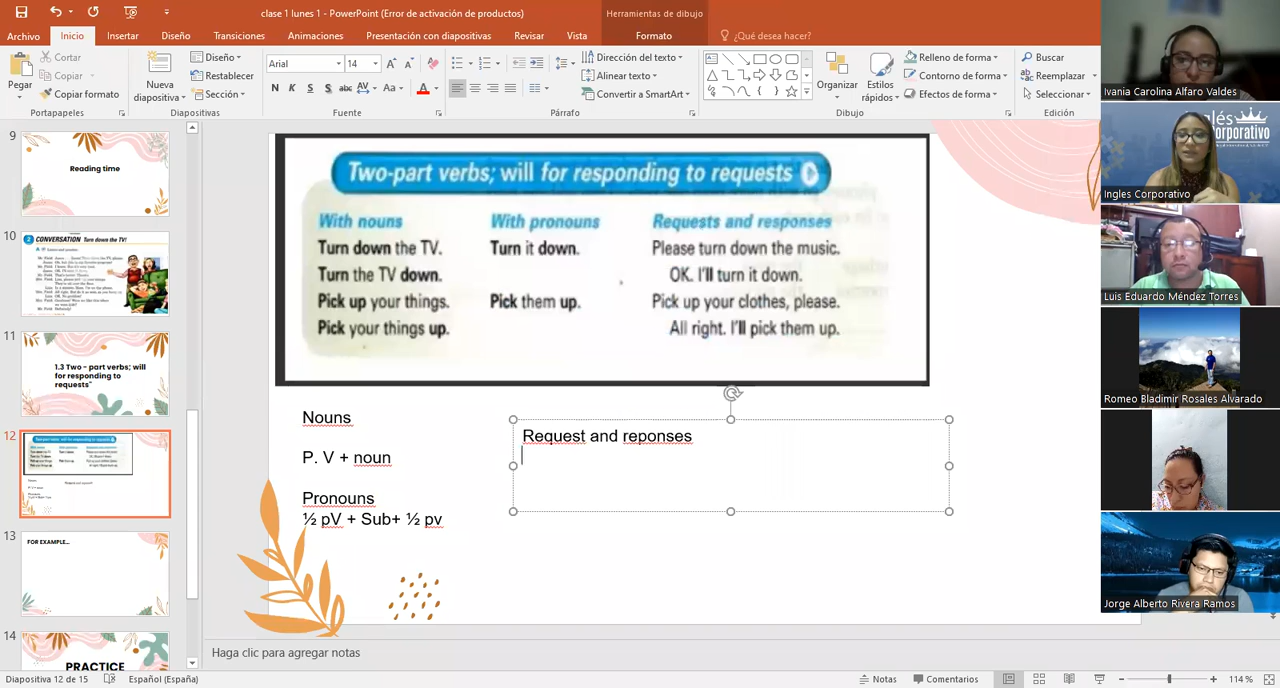 clase 1 lunes 1 - PowerPoint (Error de activación de productos)
Herramientas de dibujo
Archivo Inicio Insertar Diseño Transiciones Animaciones Presentación con diapositivas Revisar Vista Formato ¿Qué desea hacer?
Pegar
Cortar
Copiar
Copiar formato
Portapapeles
Nueva diapositiva
Diseño
Restablecer
Sección
Diapositivas
Arial 14
N K S S abc AV Aa A
Fuente
Dirección del texto
Alinear texto
Convertir a SmartArt
Párrafo
Organizar
Estilos rápidos
Relleno de forma
Contorno de forma
Efectos de forma
Dibujo
Buscar
Reemplazar
Seleccionar
Edición
9
Reading time
10
2 CONVERSATION Turn down the TV!
11
1.3 Two - part verbs; will
for responding to
requests"
12
13
FOR EXAMPLE...
14
PRACTICE
Two-part verbs; will for responding to requests
With nouns With pronouns Requests and responses
Turn down the TV. Turn it down. Please turn down the music.
Turn the TV down. OK. I'll turn it down.
Pick up your things. Pick them up. Pick up your clothes, please.
Pick your things up. All right. I'll pick them up.
Nouns
P. V + noun
Pronouns
½ pV + Sub+ ½ pv
Request and reponses
Haga clic para agregar notas
Diapositiva 12 de 15 Español (España) Notas Comentarios 114 %
Ivania Carolina Alfaro Valdes
Inglés
Corporativo
Ingles Corporativo
Luis Eduardo Méndez Torres
Romeo Bladimir Rosales Alvarado
Jorge Alberto Rivera Ramos